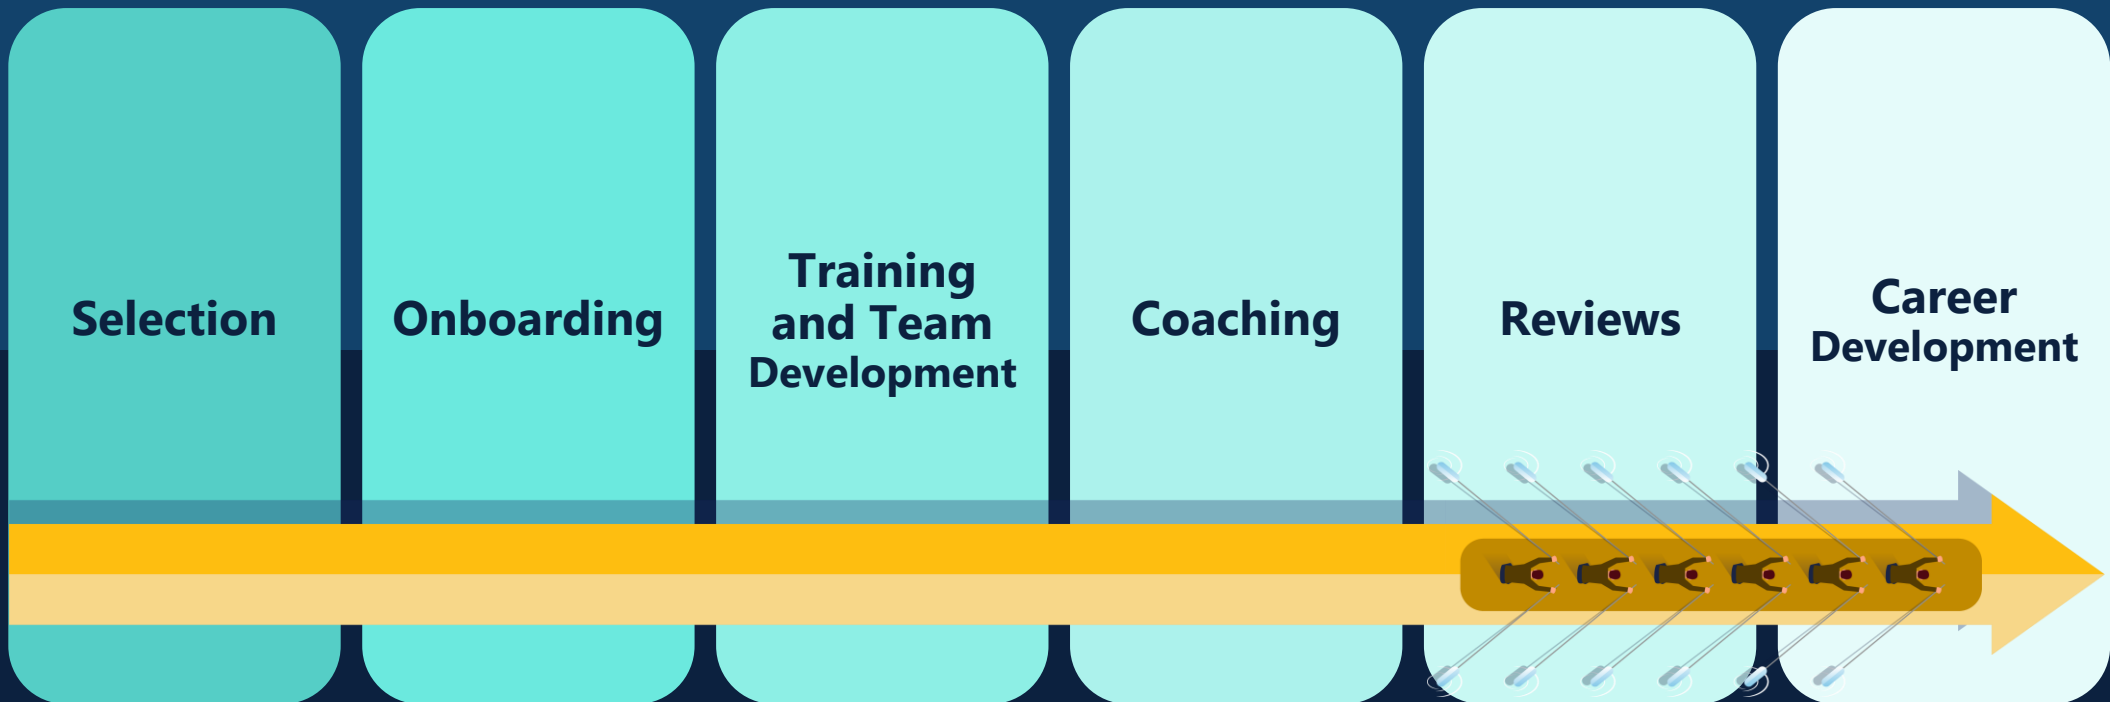 Selection
Onboarding
Training
and Team
Development
Coaching
Reviews
Career
Development